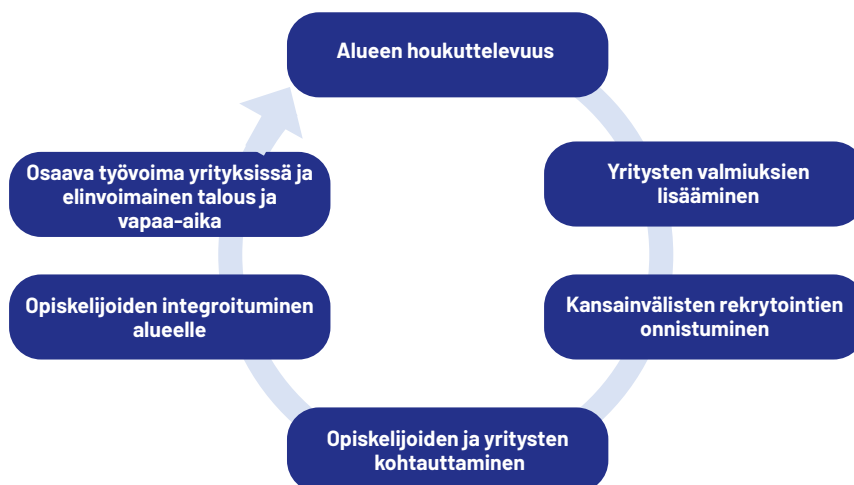 Alueen houkuttelevuus
Yritysten valmiuksien
lisääminen
Kansainvälisten rekrytointien
onnistuminen
Opiskelijoiden ja yritysten
kohtauttaminen
Opiskelijoiden integroituminen
alueelle
Osaava työvoima yrityksissä ja
elinvoimainen talous ja
vapaa-aika